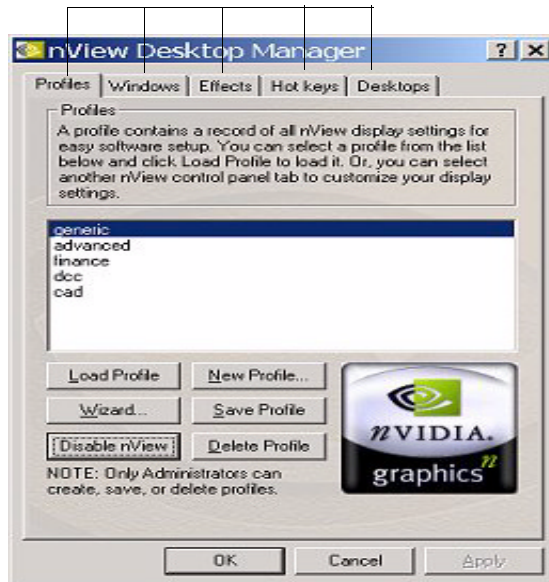 nView Desktop Manager
Profiles Windows Effects Hot keys Desktops
Profiles
A profile contains a record of all nView display settings for
easy software setup. You can select a profile from the list
below and click Load Profile to load it. Or, you can select
another nView control panel tab to customize your display
settings.
generic
advanced
finance
dcc
cad
Load Profile New Profile...
Wizard... Save Profile
Disable nView Delete Profile
NOTE: Only Administrators can
create, save, or delete profiles.
nVIDIA.
graphics n
OK Cancel Apply